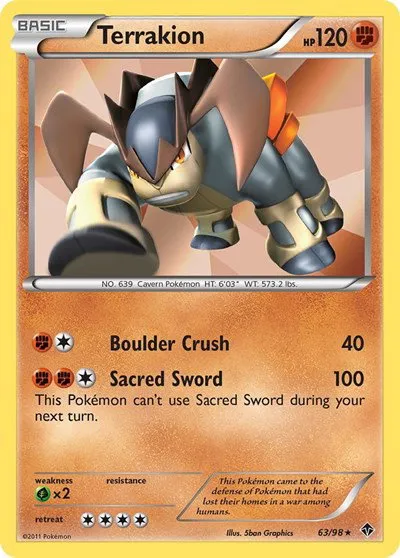 BASIC
Terrakion
HP120
NO. 639 Cavern Pokémon HT: 6'03" WT: 573.2 lbs.
Boulder Crush 40
Sacred Sword 100
This Pokémon can't use Sacred Sword during your
next turn.
weakness resistance
×2
retreat
This Pokémon came to the
defense of Pokémon that had
lost their homes in a war among
humans.
©2011 Pokémon
Illus. 5ban Graphics
63/98 ★